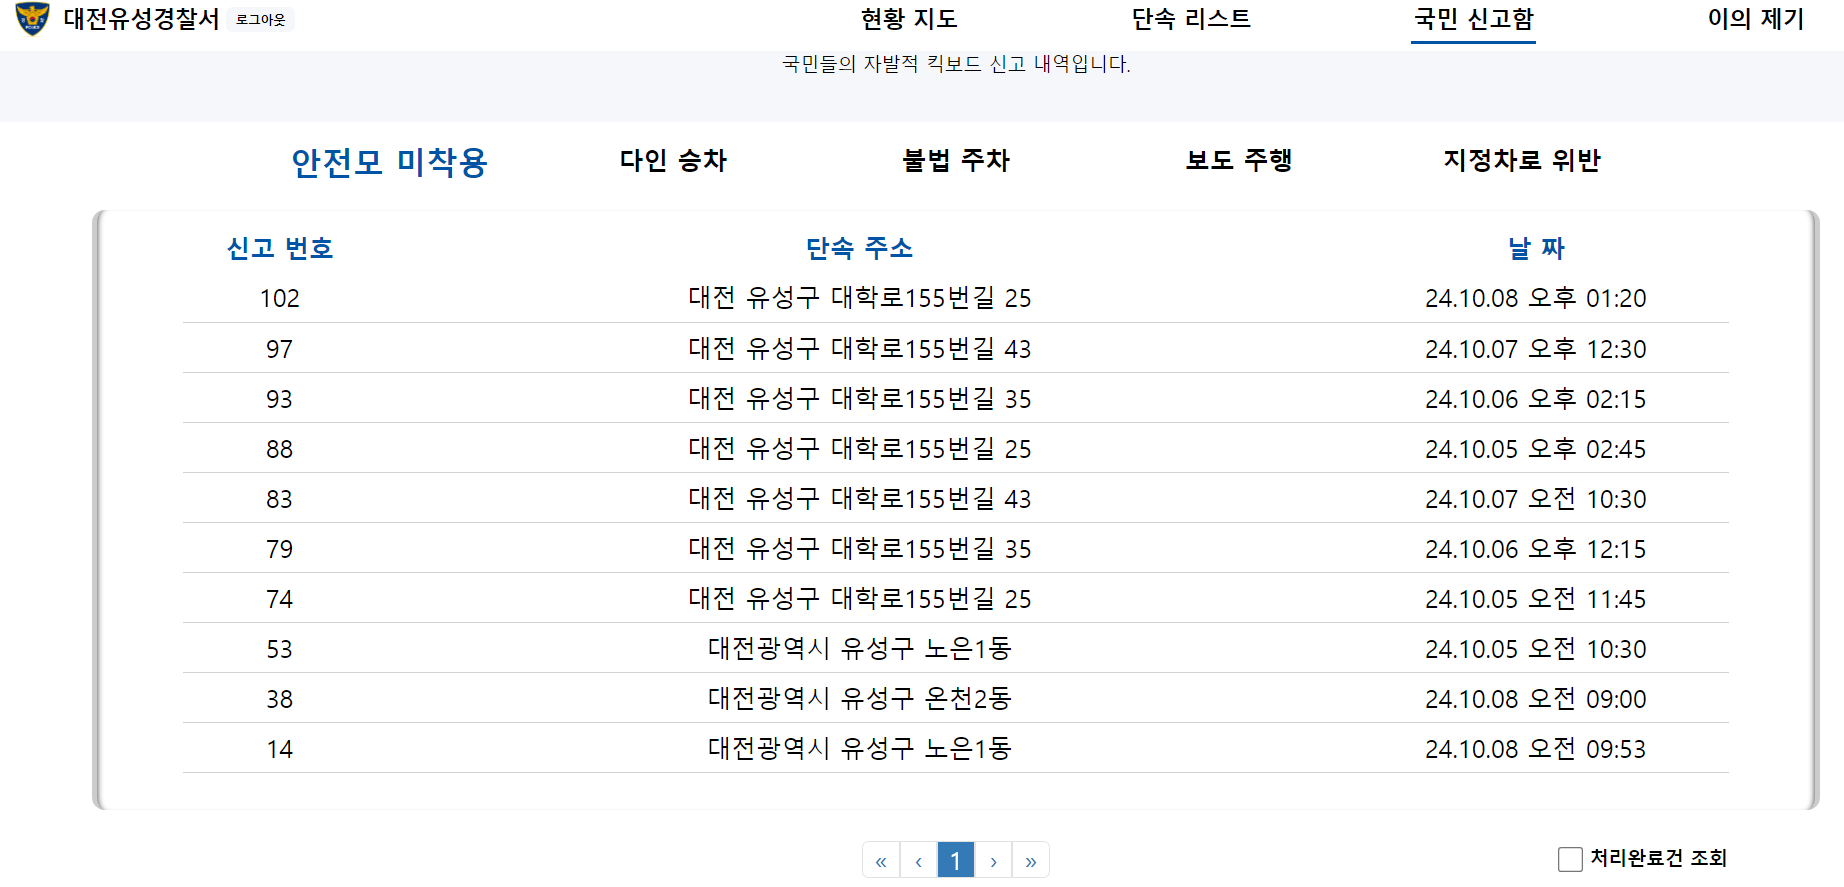 대전유성경찰서 로그아웃 현황 지도 단속 리스트 국민 신고함 이의 제기
국민들의 자발적 킥보드 신고 내역입니다.
안전모 미착용 다인 승차 불법 주차 보도 주행 지정차로 위반
신고 번호 단속 주소 날 짜
102 대전 유성구 대학로155번길 25 24.10.08 오후 01:20
97 대전 유성구 대학로155번길 43 24.10.07 오후 12:30
93 대전 유성구 대학로155번길 35 24.10.06 오후 02:15
88 대전 유성구 대학로155번길 25 24.10.05 오후 02:45
83 대전 유성구 대학로155번길 43 24.10.07 오전 10:30
79 대전 유성구 대학로155번길 35 24.10.06 오후 12:15
74 대전 유성구 대학로155번길 25 24.10.05 오전 11:45
53 대전광역시 유성구 노은1동 24.10.05 오전 10:30
38 대전광역시 유성구 온천2동 24.10.08 오전 09:00
14 대전광역시 유성구 노은1동 24.10.08 오전 09:53
« ‹ 1 › » 처리완료건 조회